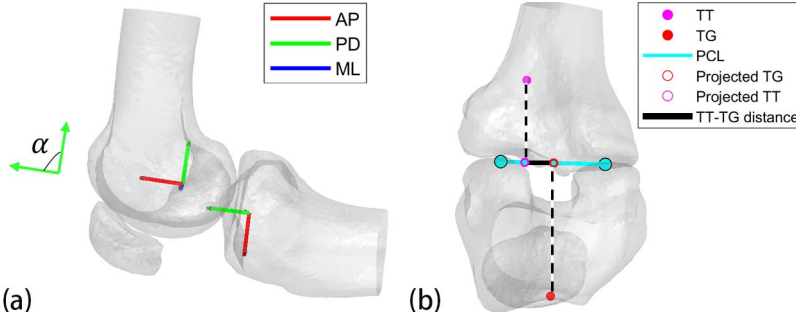 AP
PD
ML
α
(a)
TT
TG
PCL
Projected TG
Projected TT
TT-TG distance
(b)